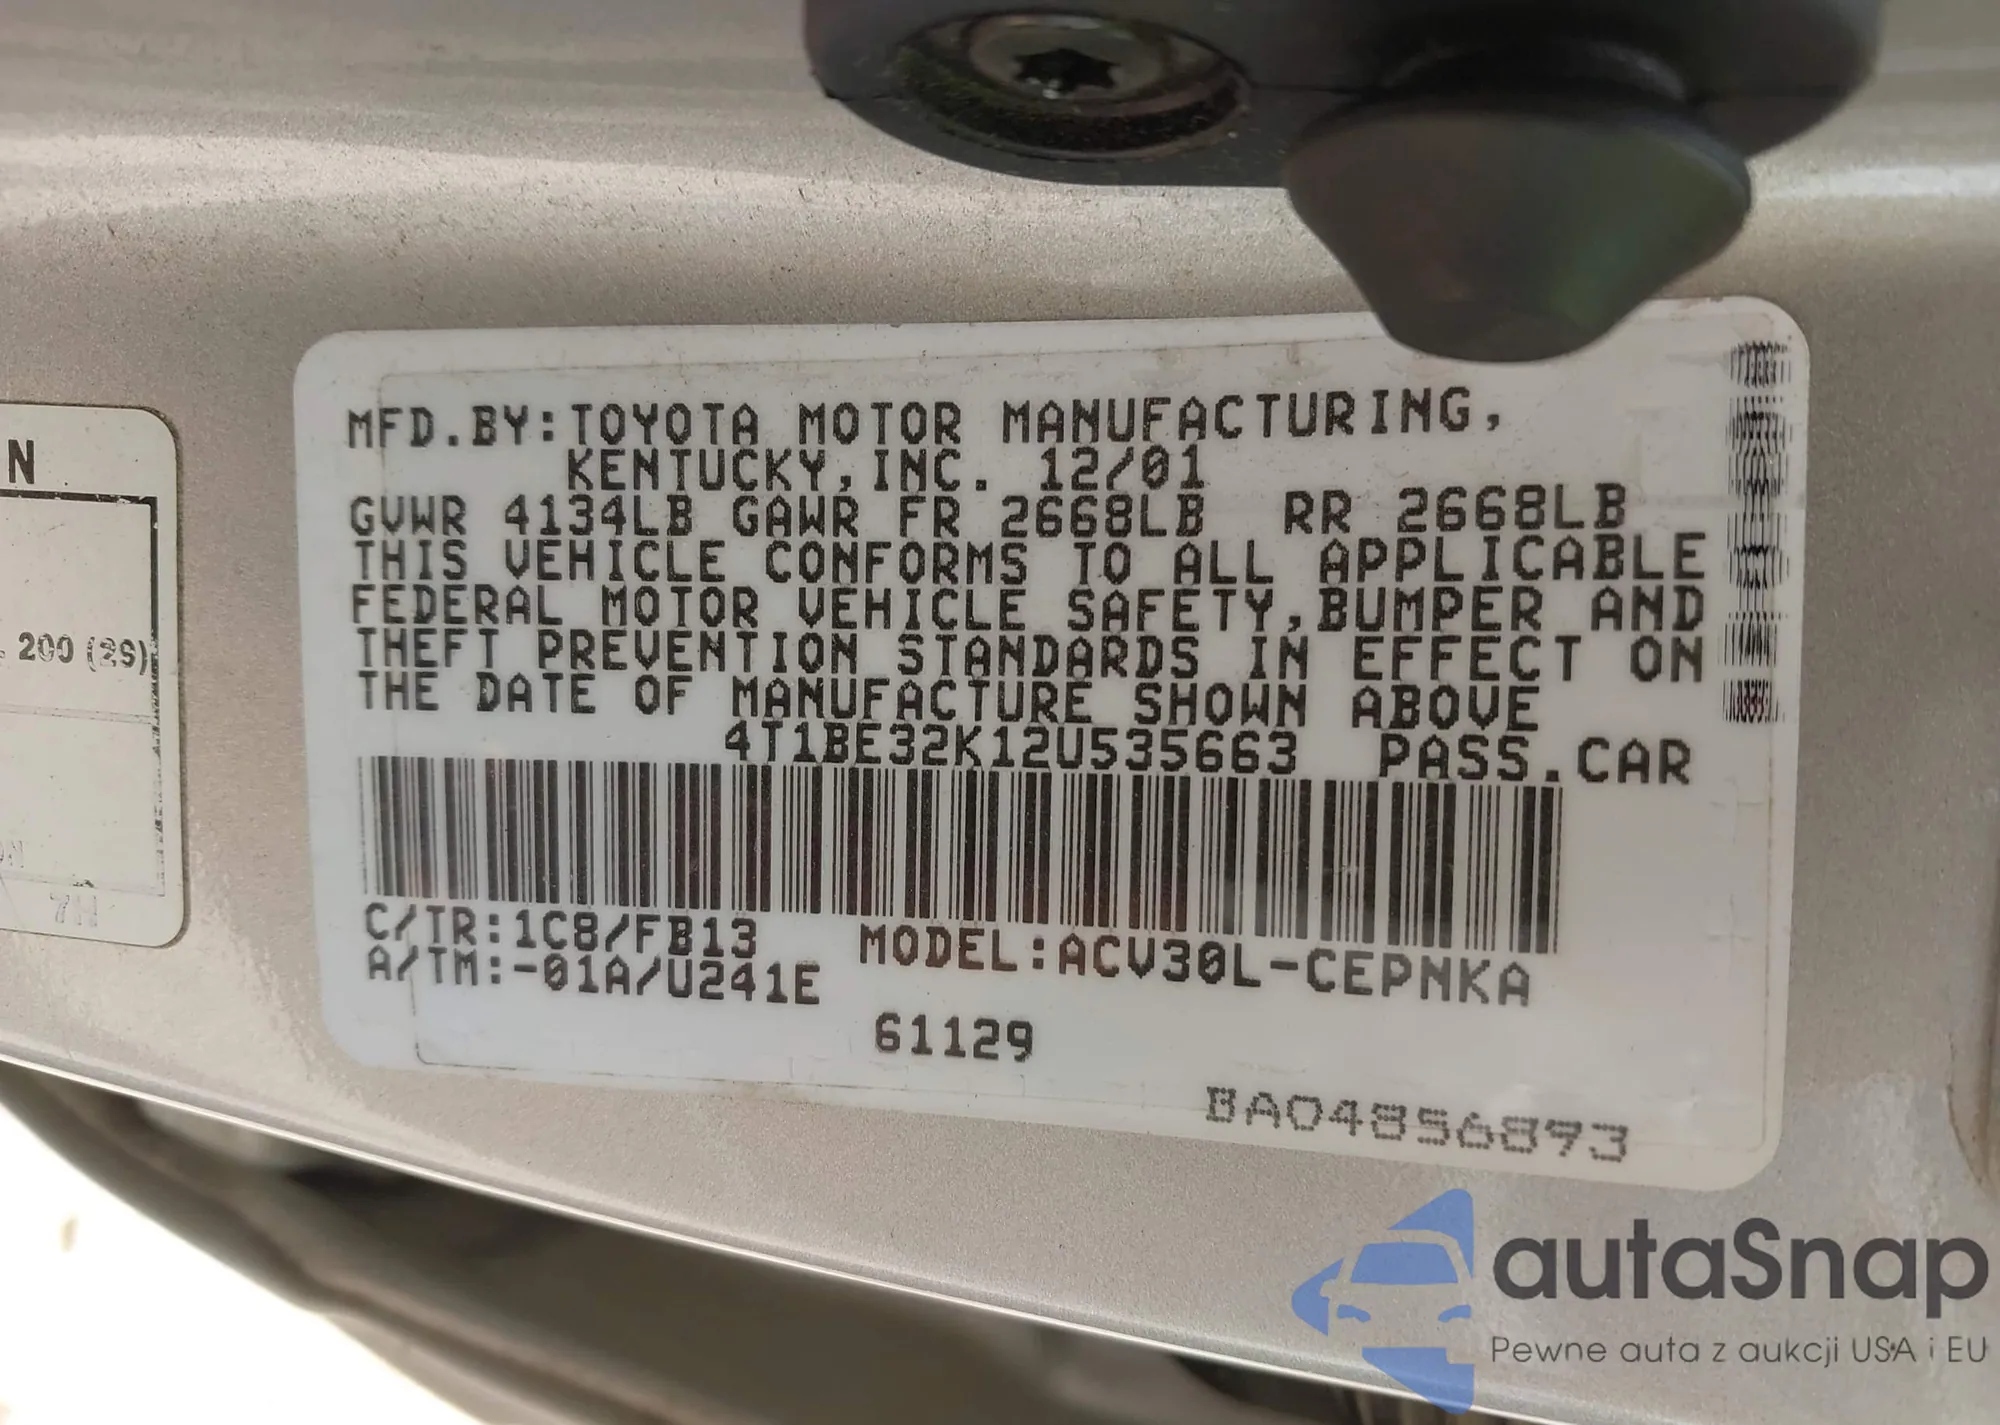 N
200 (2S)
MFD.BY:TOYOTA MOTOR MANUFACTURING,
KENTUCKY,INC. 12/01
GVWR 4134LB GAWR FR 2668LB RR 2668LB
THIS VEHICLE CONFORMS TO ALL APPLICABLE
FEDERAL MOTOR VEHICLE SAFETY,BUMPER AND
THEFT PREVENTION STANDARDS IN EFFECT ON
THE DATE OF MANUFACTURE SHOWN ABOVE
4T1BE32K12U535663 PASS.CAR
C/TR:1C8/FB13 MODEL:ACV30L-CEPNKA
A/TM:-01A/U241E
61129
BA04856893
autaSnap
Pewne auta z aukcji USA i EU